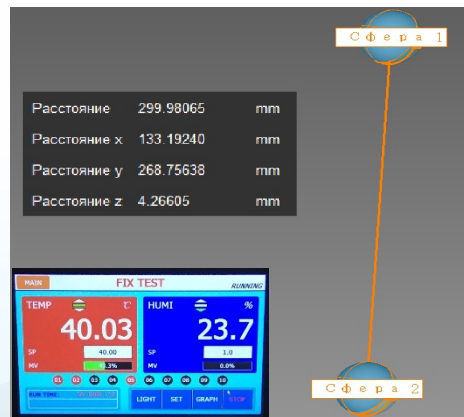 Сфера 1
Расстояние 299.98065 mm
Расстояние x 133.19240 mm
Расстояние y 268.75638 mm
Расстояние z 4.26605 mm
MAIN FIX TEST RUNNING
TEMP ℃ HUMI %
40.03 23.7
SP 40.00 SP 1.0
MV MV 0.0%
01 02 03 04 05 06 07 08 09 10
RUN TIME: LIGHT SET GRAPH STOP
Сфера 2